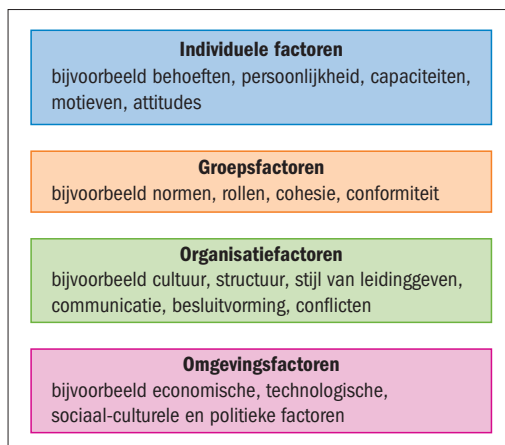 Individuele factoren
bijvoorbeeld behoeften, persoonlijkheid, capaciteiten,
motieven, attitudes
Groepsfactoren
bijvoorbeeld normen, rollen, cohesie, conformiteit
Organisatiefactoren
bijvoorbeeld cultuur, structuur, stijl van leidinggeven,
communicatie, besluitvorming, conflicten
Omgevingsfactoren
bijvoorbeeld economische, technologische,
sociaal-culturele en politieke factoren